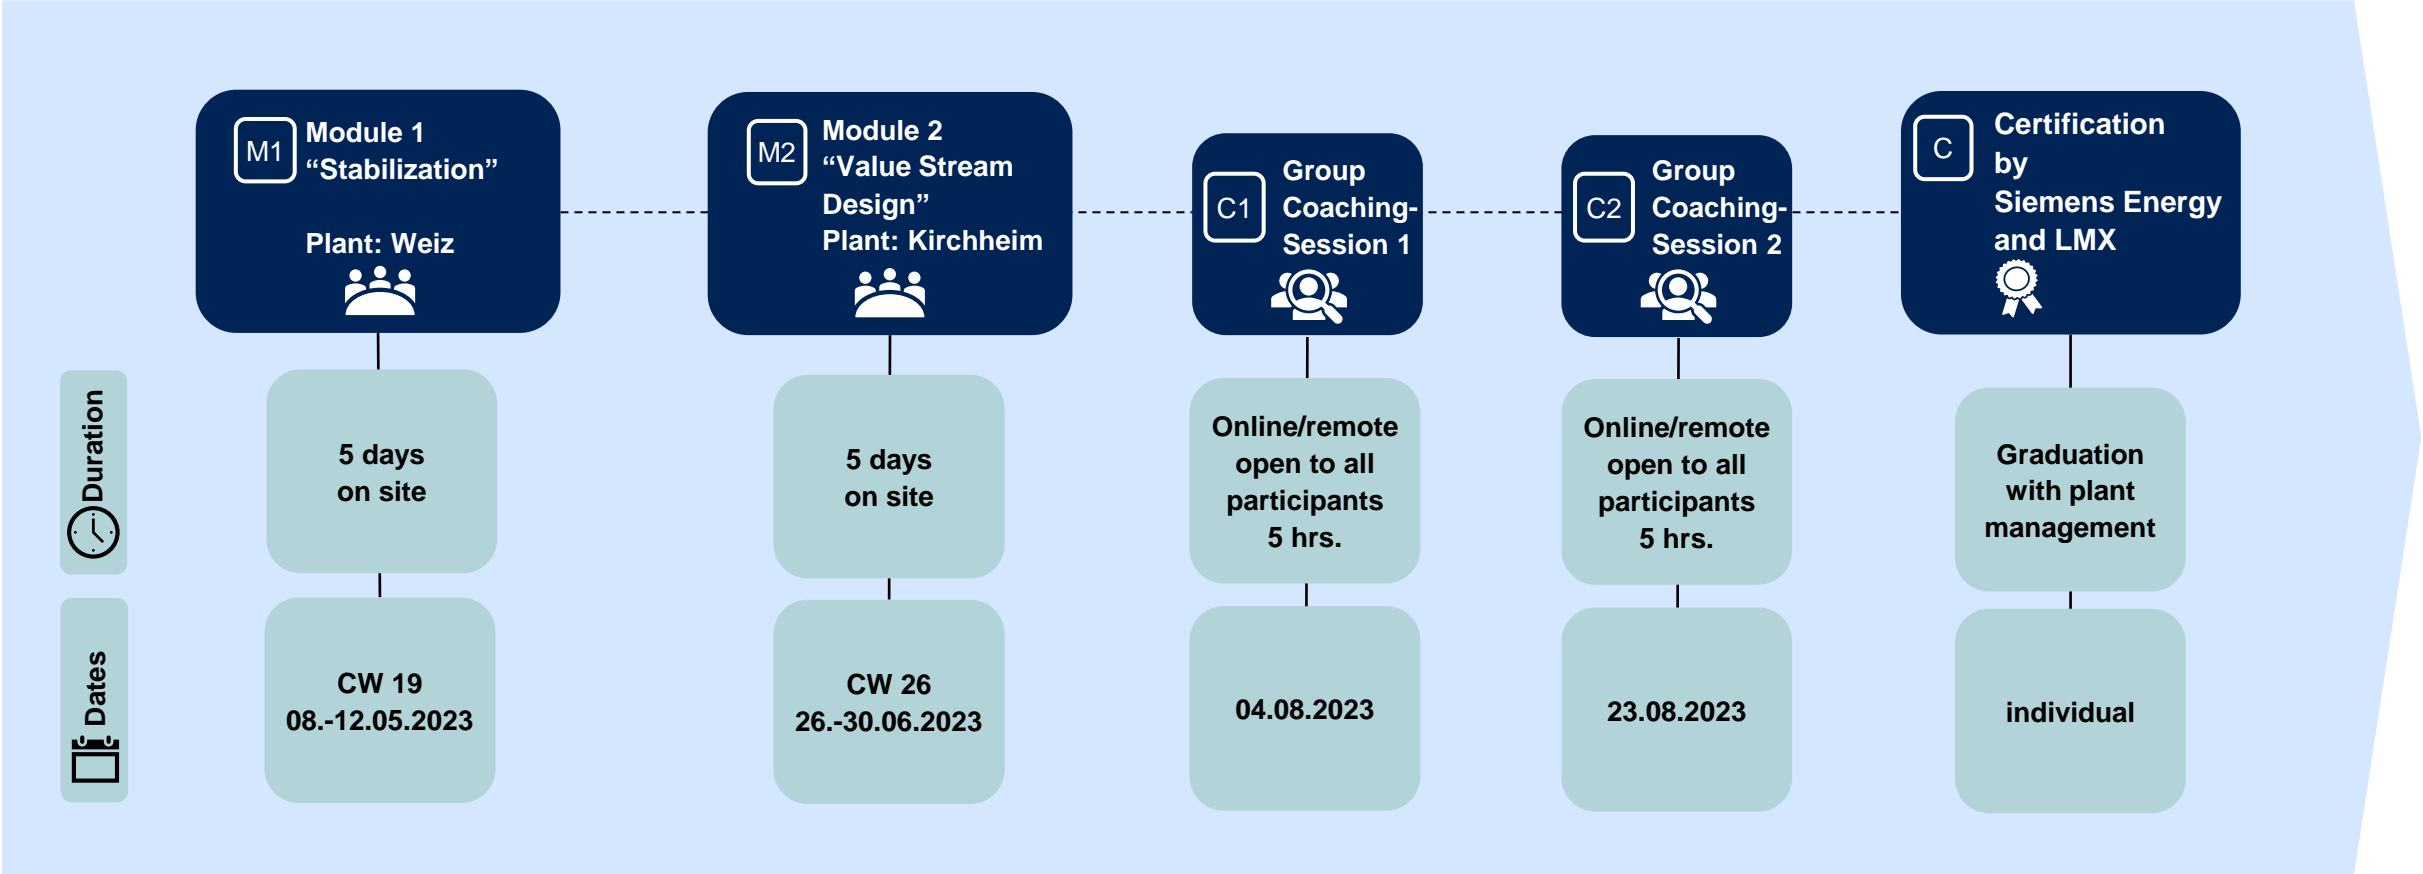 M1
Module 1
“Stabilization”
Plant: Weiz
M2
Module 2
“Value Stream
Design”
Plant: Kirchheim
C1
Group
Coaching-
Session 1
C2
Group
Coaching-
Session 2
C
Certification
by
Siemens Energy
and LMX
Duration
5 days
on site
5 days
on site
Online/remote
open to all
participants
5 hrs.
Online/remote
open to all
participants
5 hrs.
Graduation
with plant
management
Dates
CW 19
08.-12.05.2023
CW 26
26.-30.06.2023
04.08.2023
23.08.2023
individual